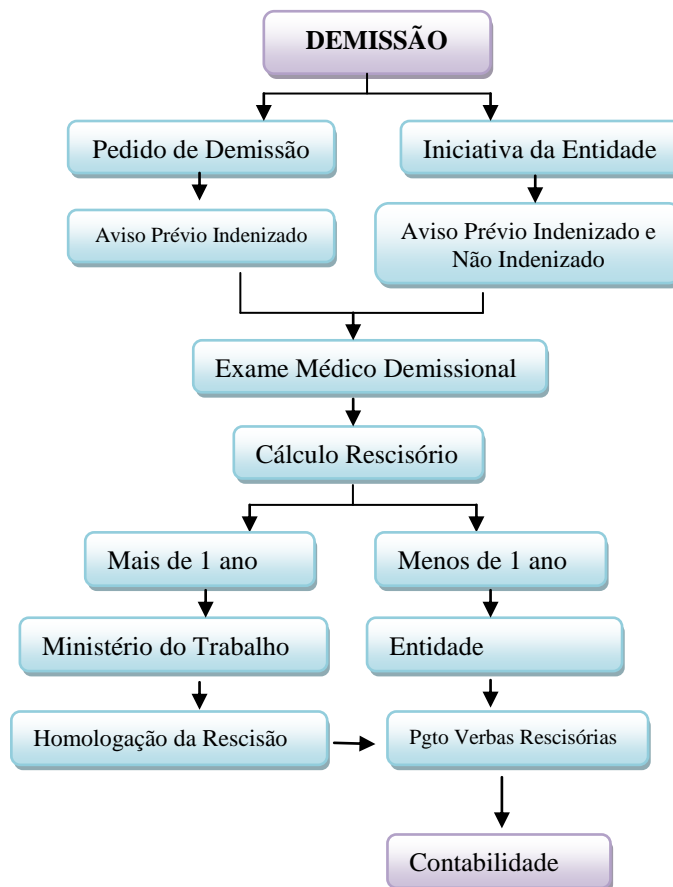 DEMISSÃO
Pedido de Demissão
Iniciativa da Entidade
Aviso Prévio Indenizado
Aviso Prévio Indenizado e
Não Indenizado
Exame Médico Demissional
Cálculo Rescisório
Mais de 1 ano
Menos de 1 ano
Ministério do Trabalho
Entidade
Homologação da Rescisão
Pgto Verbas Rescisórias
Contabilidade